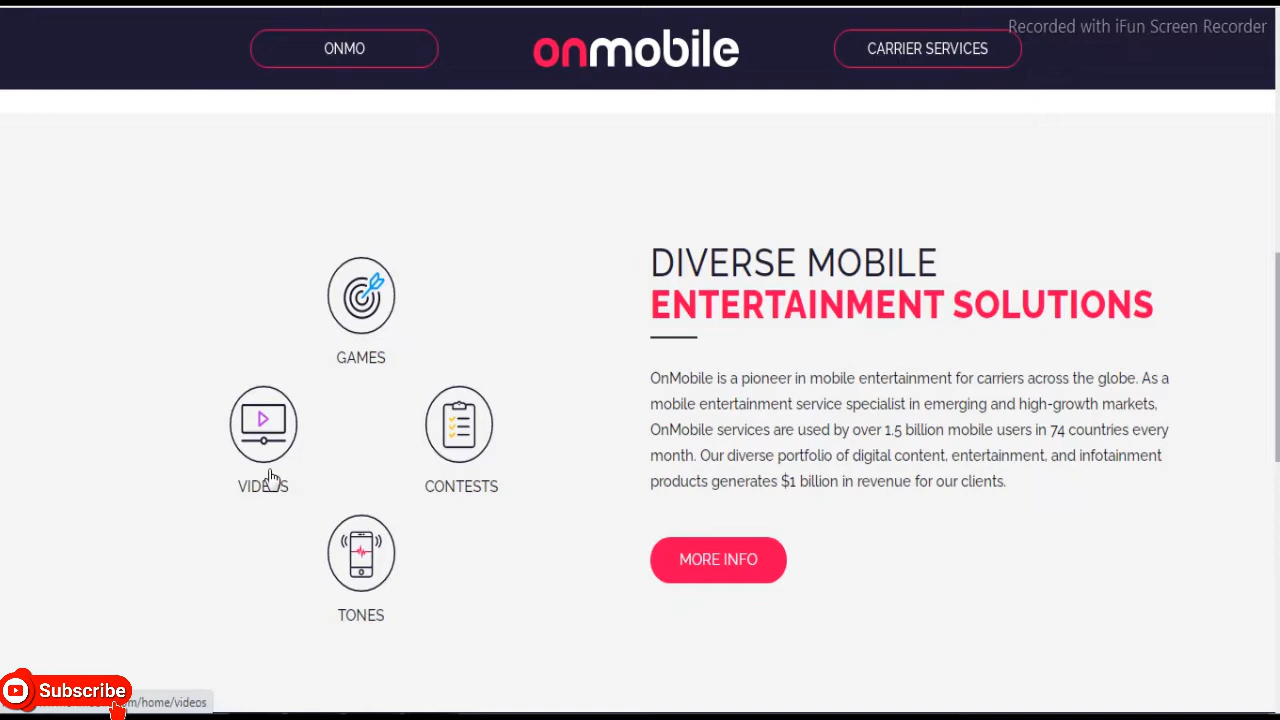 Recorded with iFun Screen Recorder
ONMO
onmobile
CARRIER SERVICES
DIVERSE MOBILE
ENTERTAINMENT SOLUTIONS
OnMobile is a pioneer in mobile entertainment for carriers across the globe. As a
mobile entertainment service specialist in emerging and high-growth markets,
OnMobile services are used by over 1.5 billion mobile users in 74 countries every
month. Our diverse portfolio of digital content, entertainment, and infotainment
products generates $1 billion in revenue for our clients.
MORE INFO
GAMES
VIDEOS
CONTESTS
TONES
Subscribe
m/home/videos